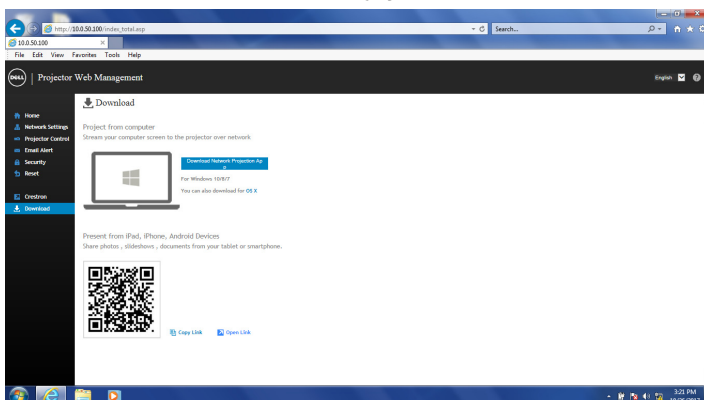 http://10.0.50.100/index_total.asp
Search...
10.0.50.100
File Edit View Favorites Tools Help
DELL
Projector Web Management
English
Download
Home
Network Settings
Projector Control
Email Alert
Security
Reset
Crestron
Download
Project from computer
Stream your computer screen to the projector over network
Download Network Projection Ap
p
For Windows 10/8/7
You can also download for OS X
Present from iPad, iPhone, Android Devices
Share photos , slideshows , documents from your tablet or smartphone.
Copy Link
Open Link
3:21 PM